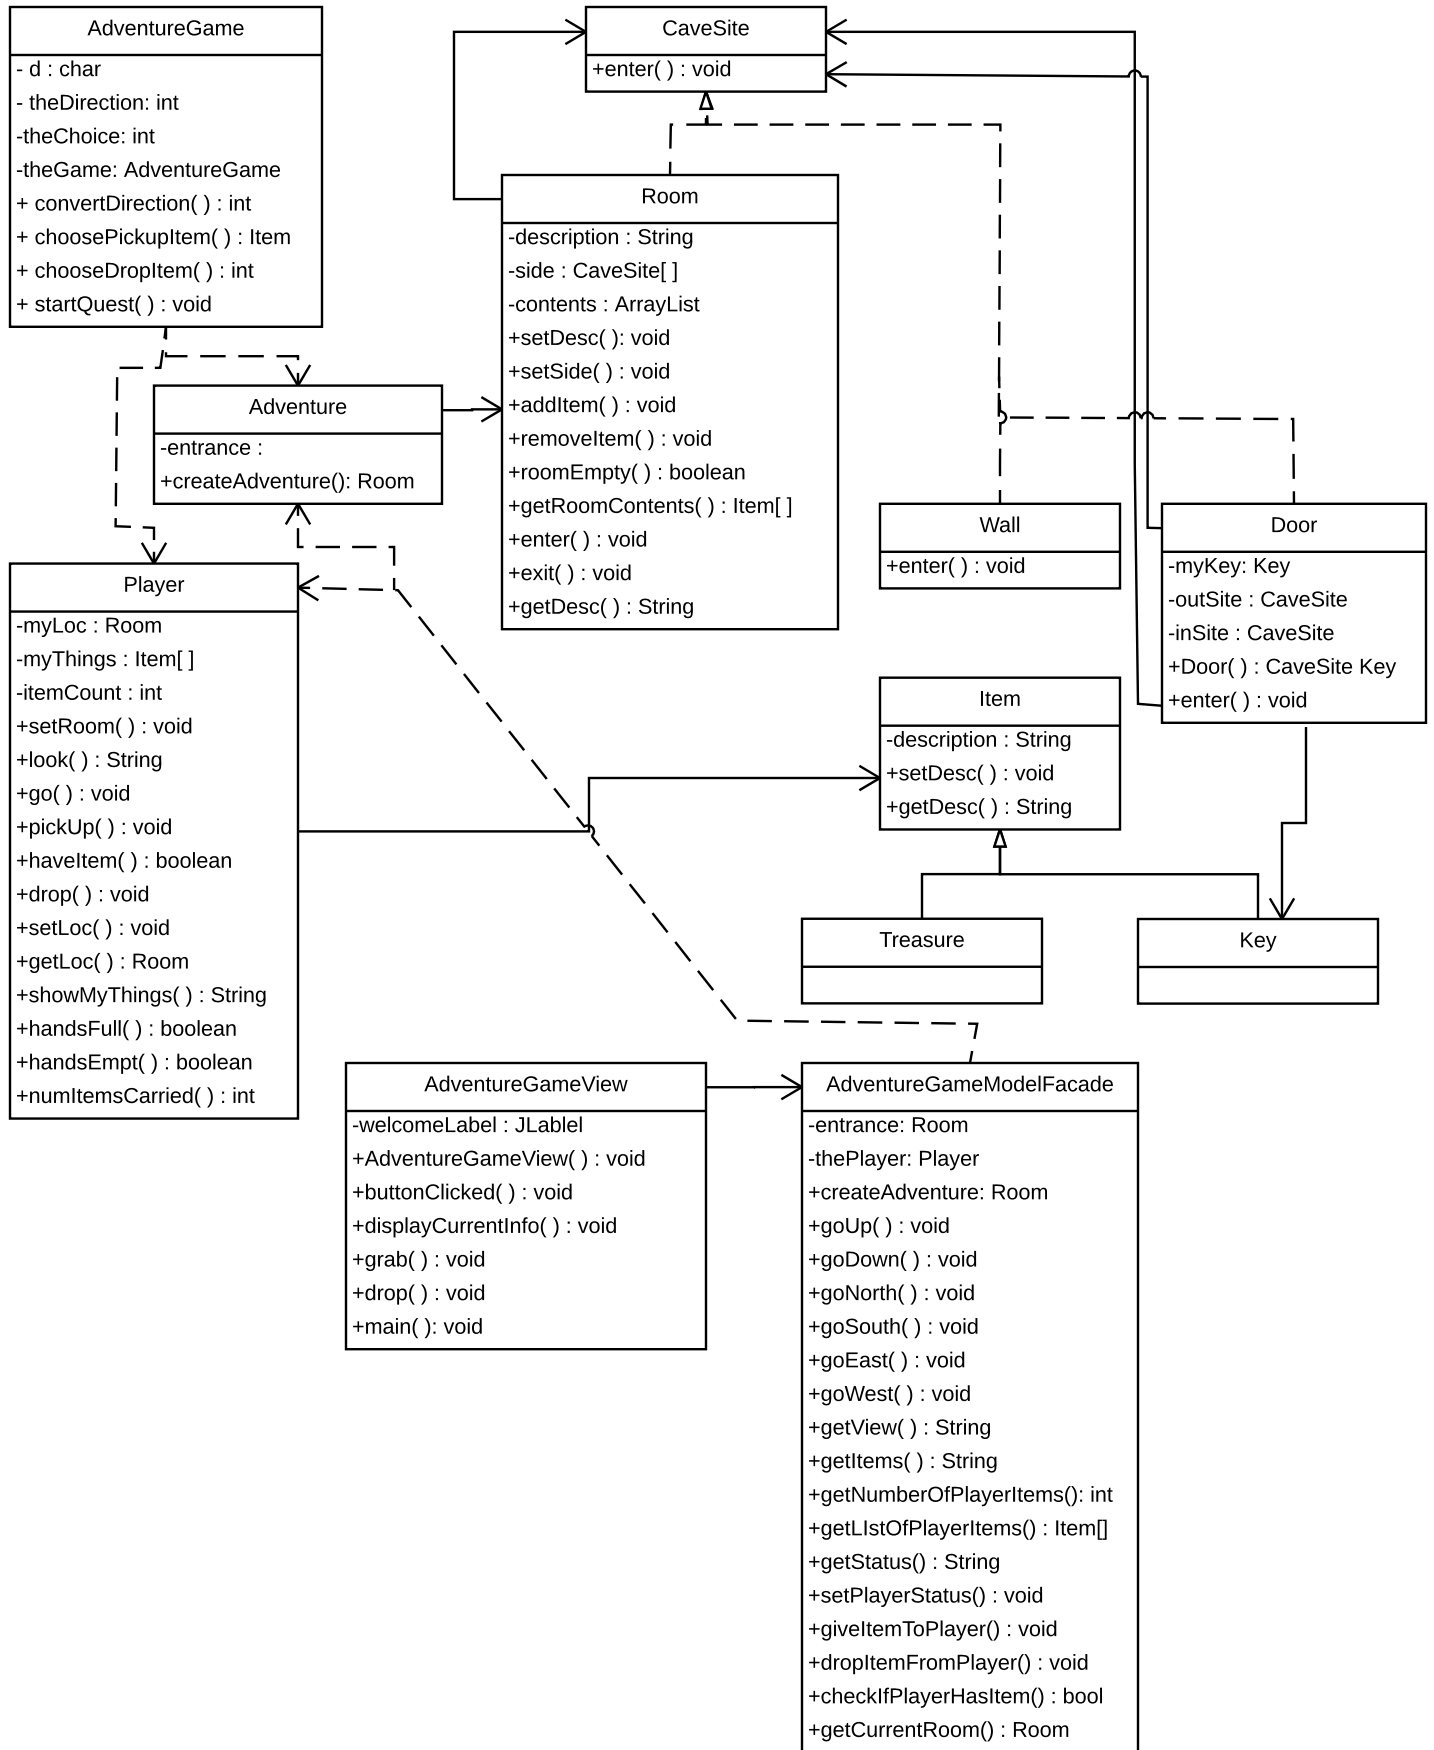 AdventureGame
- d : char
- theDirection: int
-theChoice: int
-theGame: AdventureGame
+ convertDirection( ) : int
+ choosePickupItem( ) : Item
+ chooseDropItem( ) : int
+ startQuest( ) : void
CaveSite
+enter( ) : void
Room
-description : String
-side : CaveSite[ ]
-contents : ArrayList
+setDesc( ): void
+setSide( ) : void
+addItem( ) : void
+removeItem( ) : void
+roomEmpty( ) : boolean
+getRoomContents( ) : Item[ ]
+enter( ) : void
+exit( ) : void
+getDesc( ) : String
Adventure
-entrance :
+createAdventure(): Room
Wall
+enter( ) : void
Door
-myKey: Key
-outSite : CaveSite
-inSite : CaveSite
+Door( ) : CaveSite Key
+enter( ) : void
Player
-myLoc : Room
-myThings : Item[ ]
-itemCount : int
+setRoom( ) : void
+look( ) : String
+go( ) : void
+pickUp( ) : void
+haveItem( ) : boolean
+drop( ) : void
+setLoc( ) : void
+getLoc( ) : Room
+showMyThings( ) : String
+handsFull( ) : boolean
+handsEmpt( ) : boolean
+numItemsCarried( ) : int
Item
-description : String
+setDesc( ) : void
+getDesc( ) : String
Treasure
Key
AdventureGameView
-welcomeLabel : JLablel
+AdventureGameView( ) : void
+buttonClicked( ) : void
+displayCurrentInfo( ) : void
+grab( ) : void
+drop( ) : void
+main( ): void
AdventureGameModelFacade
-entrance: Room
-thePlayer: Player
+createAdventure: Room
+goUp( ) : void
+goDown( ) : void
+goNorth( ) : void
+goSouth( ) : void
+goEast( ) : void
+goWest( ) : void
+getView( ) : String
+getItems( ) : String
+getNumberOfPlayerItems(): int
+getLIstOfPlayerItems() : Item[]
+getStatus() : String
+setPlayerStatus() : void
+giveItemToPlayer() : void
+dropItemFromPlayer() : void
+checkIfPlayerHasItem() : bool
+getCurrentRoom() : Room